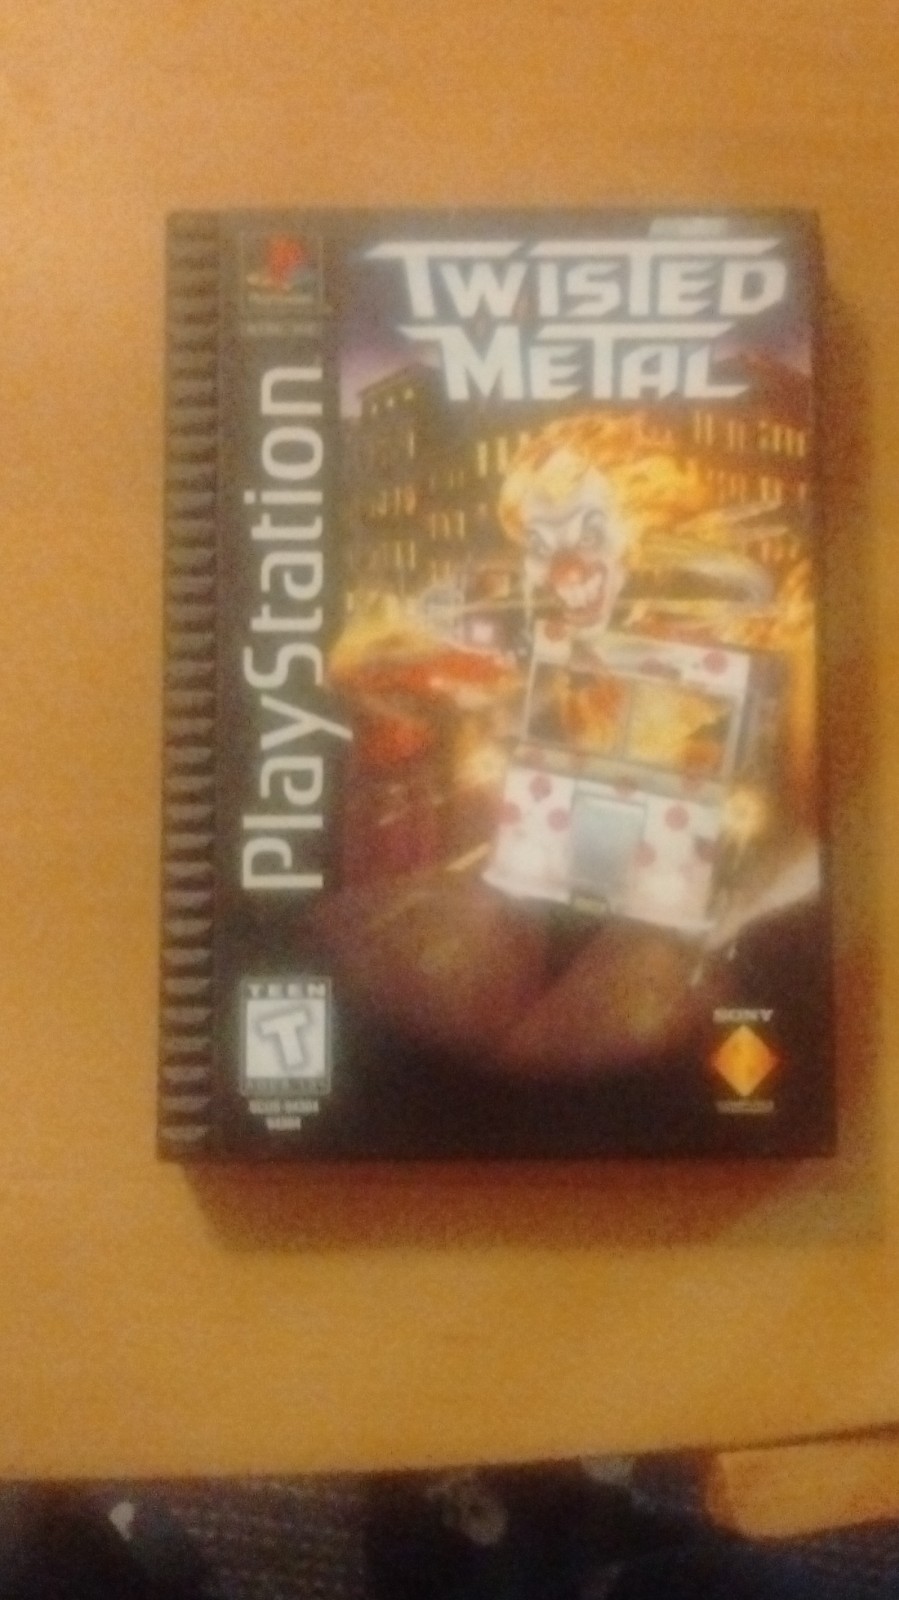 TWISTED
METAL
PlayStation
TEEN
T
SONY